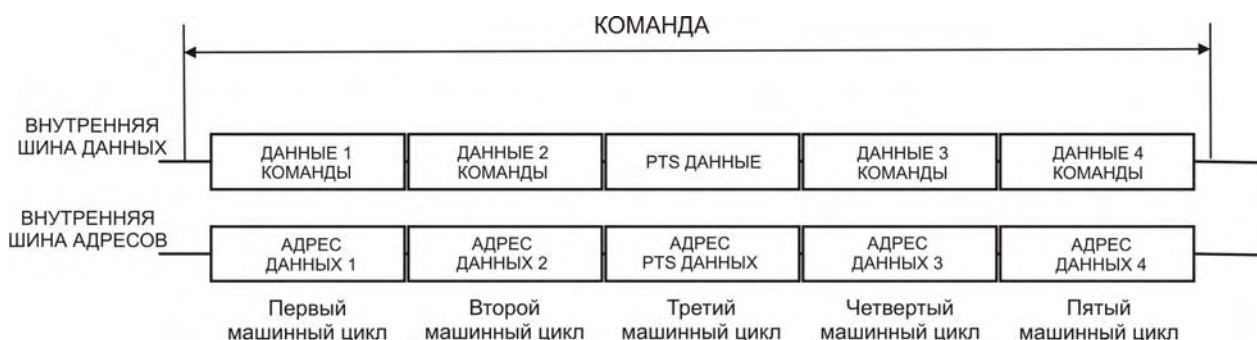 КОМАНДА
ВНУТРЕННЯЯ
ШИНА ДАННЫХ
ДАННЫЕ 1
КОМАНДЫ
ДАННЫЕ 2
КОМАНДЫ
PTS ДАННЫЕ
ДАННЫЕ 3
КОМАНДЫ
ДАННЫЕ 4
КОМАНДЫ
ВНУТРЕННЯЯ
ШИНА АДРЕСОВ
АДРЕС
ДАННЫХ 1
АДРЕС
ДАННЫХ 2
АДРЕС
PTS ДАННЫХ
АДРЕС
ДАННЫХ 3
АДРЕС
ДАННЫХ 4
Первый
машинный цикл
Второй
машинный цикл
Третий
машинный цикл
Четвертый
машинный цикл
Пятый
машинный цикл